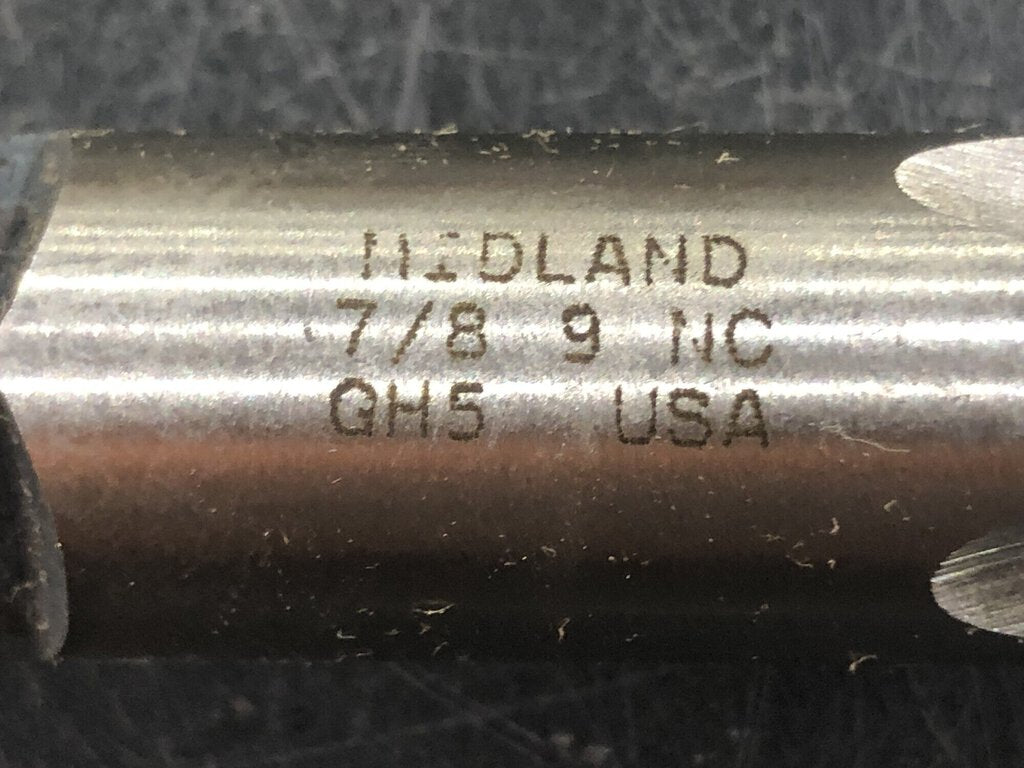 MIDLAND
7/8 9 NC
GH5 USA